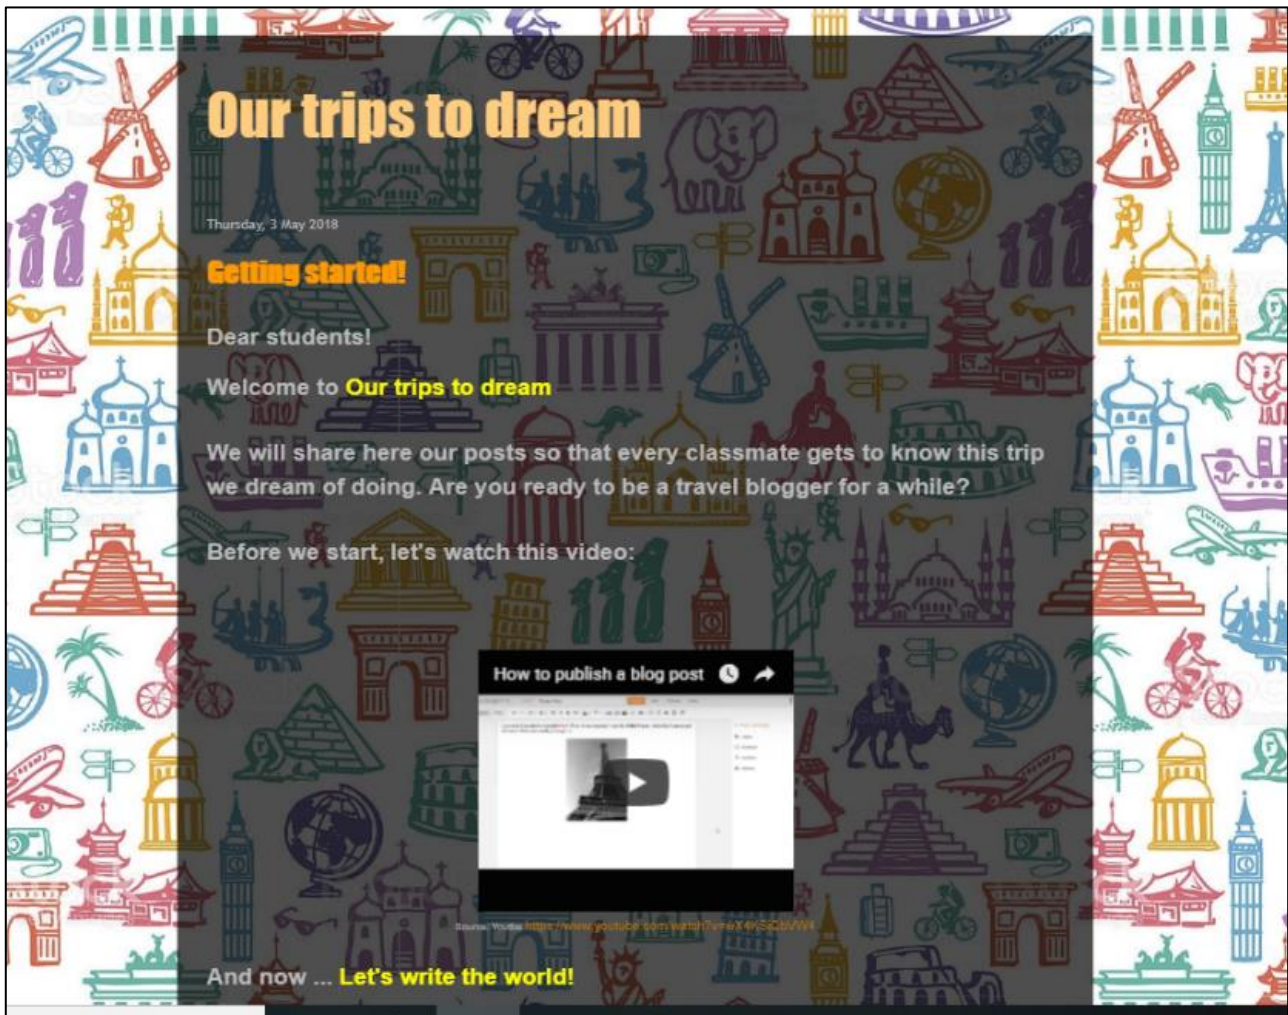 Our trips to dream
Thursday, 3 May 2018
Getting started!
Dear students!
Welcome to Our trips to dream
We will share here our posts so that every classmate gets to know this trip
we dream of doing. Are you ready to be a travel blogger for a while?
Before we start, let's watch this video:
How to publish a blog post
Source: Youtube
And now ... Let's write the world!